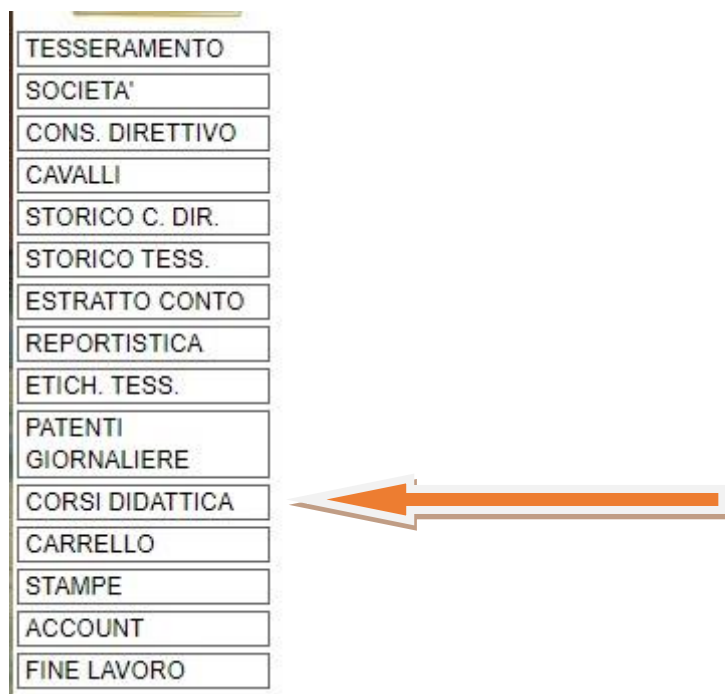 TESSERAMENTO
SOCIETA'
CONS. DIRETTIVO
CAVALLI
STORICO C. DIR.
STORICO TESS.
ESTRATTO CONTO
REPORTISTICA
ETICH. TESS.
PATENTI
GIORNALIERE
CORSI DIDATTICA
CARRELLO
STAMPE
ACCOUNT
FINE LAVORO